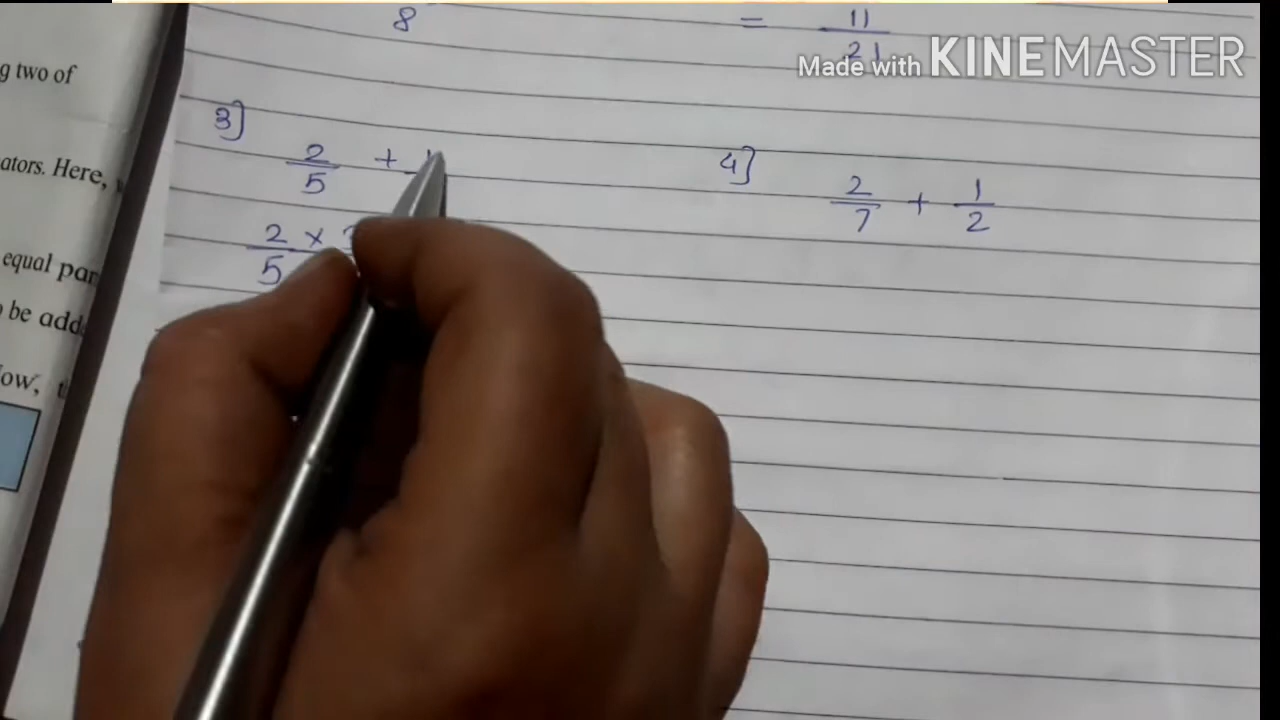 8
= 11/21
Made with KINEMASTER
g two of
ators. Here,
equal par
be add
ow,
3] 2/5 +
2/5 ×
4] 2/7 + 1/2